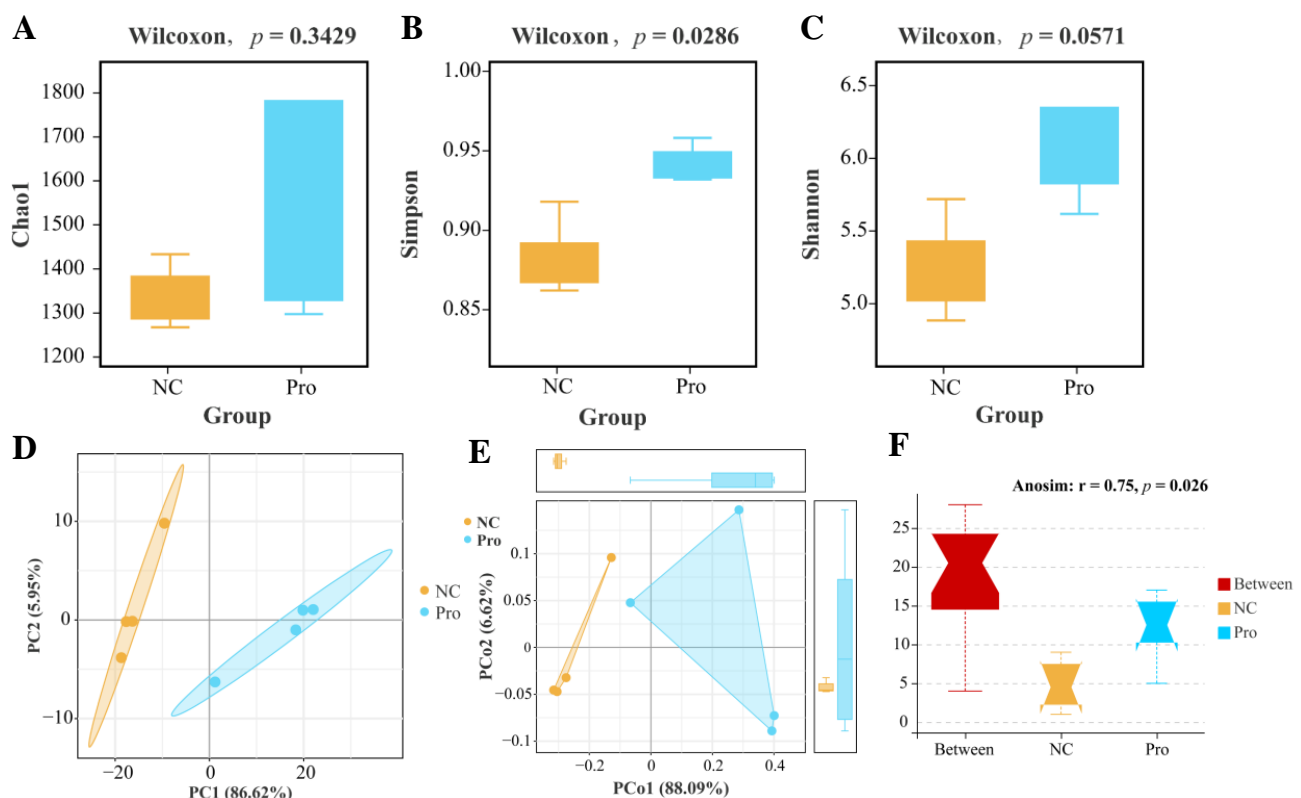 A
Wilcoxon, p = 0.3429
Chao1
1800
1700
1600
1500
1400
1300
1200
NC
Pro
Group
B
Wilcoxon, p = 0.0286
Simpson
1.00
0.95
0.90
0.85
NC
Pro
Group
C
Wilcoxon, p = 0.0571
Shannon
6.5
6.0
5.5
5.0
NC
Pro
Group
D
PC2 (5.95%)
10
0
−10
−20
0
20
PC1 (86.62%)
NC
Pro
E
NC
Pro
PCo2 (6.62%)
0.1
0.05
0
−0.05
−0.1
−0.2
0
0.2
0.4
PCo1 (88.09%)
F
Anosim: r = 0.75, p = 0.026
25
20
15
10
5
0
Between
NC
Pro
Between
NC
Pro